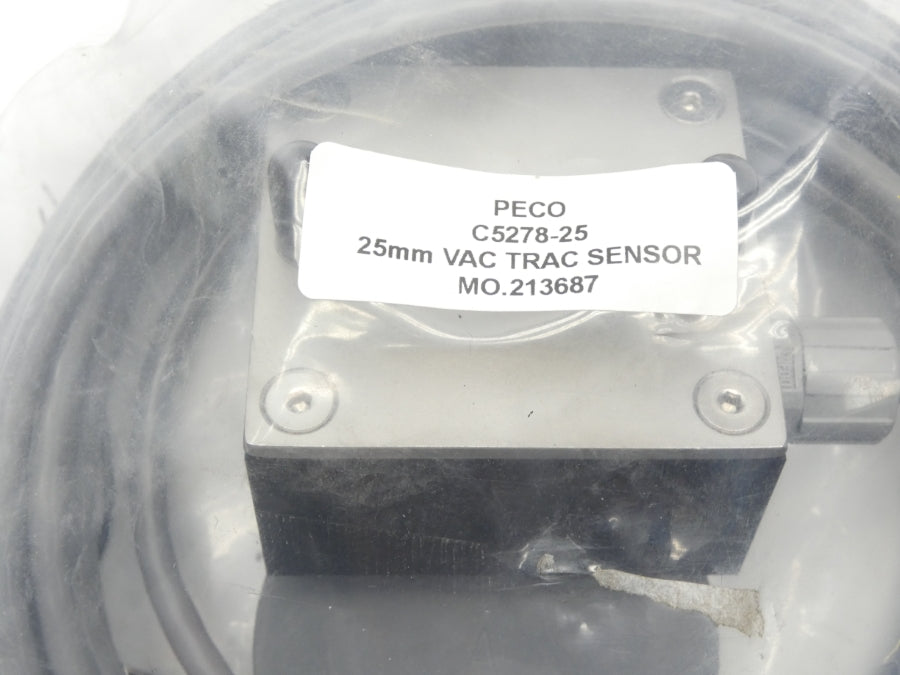 PECO
C5278-25
25mm VAC TRAC SENSOR
MO.213687